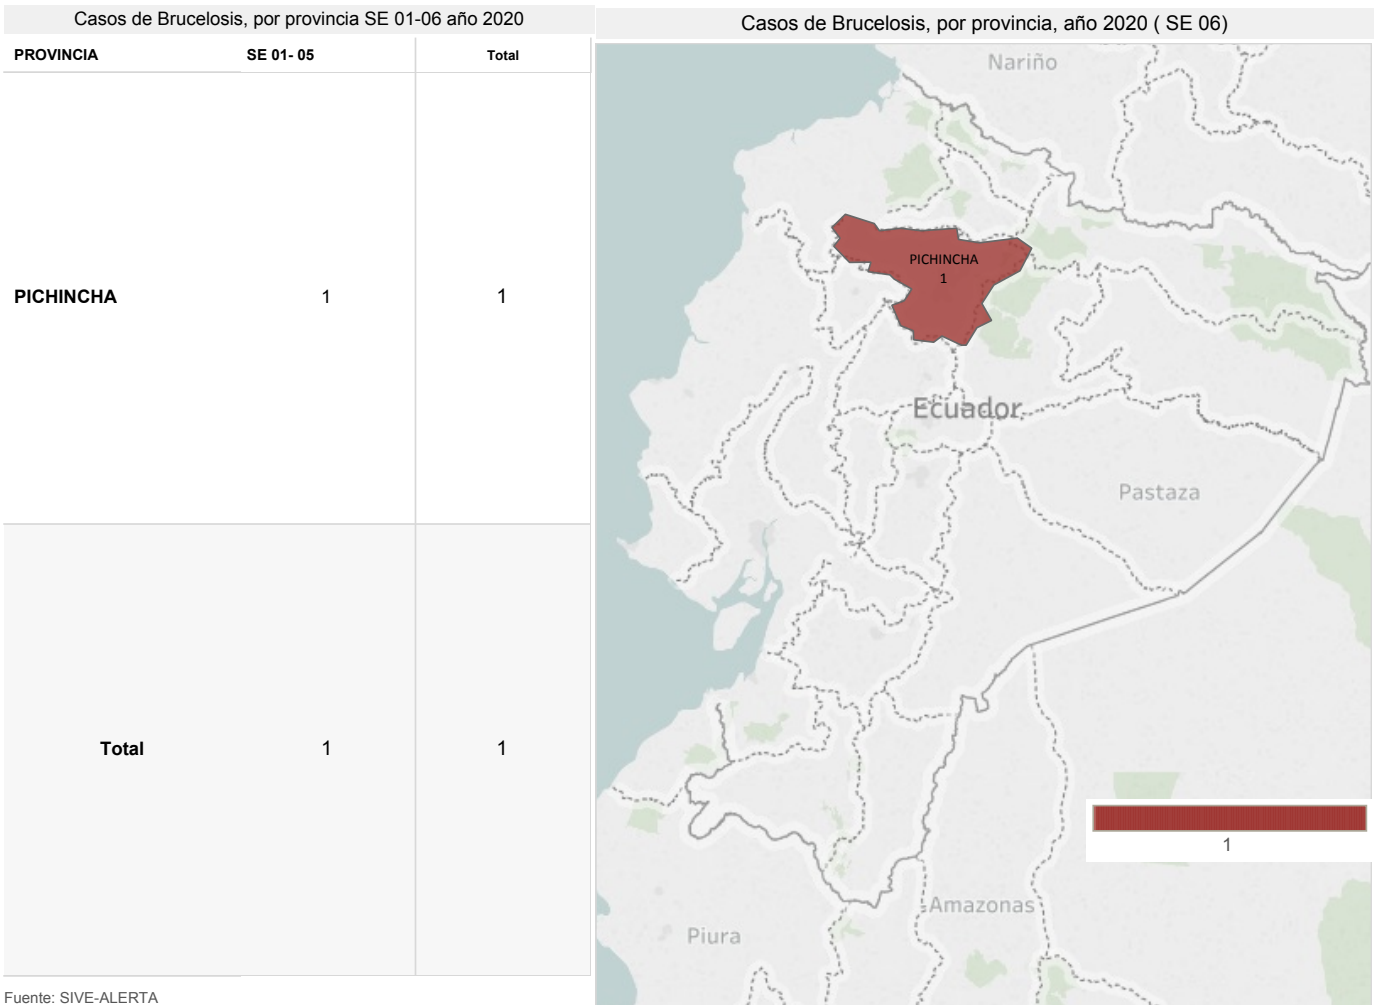 Casos de Brucelosis, por provincia SE 01-06 año 2020
PROVINCIA SE 01- 05 Total
PICHINCHA 1 1
Total 1 1
Fuente: SIVE-ALERTA
Casos de Brucelosis, por provincia, año 2020 ( SE 06)
Nariño
PICHINCHA
1
Ecuador
Pastaza
1
Amazonas
Piura